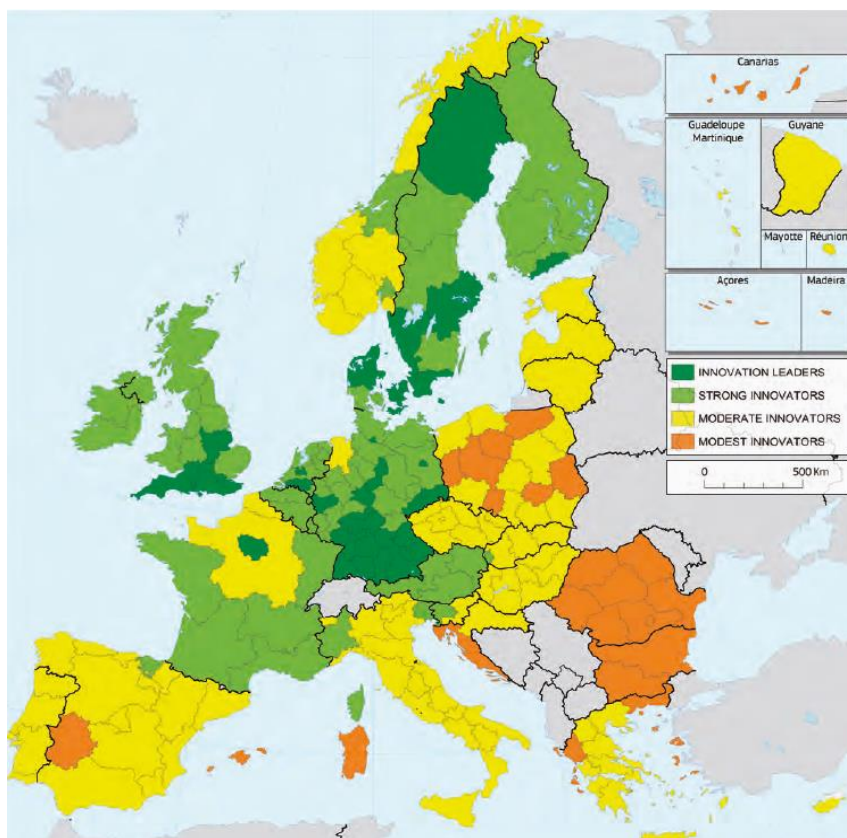 Canarias
Guadeloupe
Martinique
Guyane
Mayotte
Réunion
Açores
Madeira
INNOVATION LEADERS
STRONG INNOVATORS
MODERATE INNOVATORS
MODEST INNOVATORS
0 500 Km